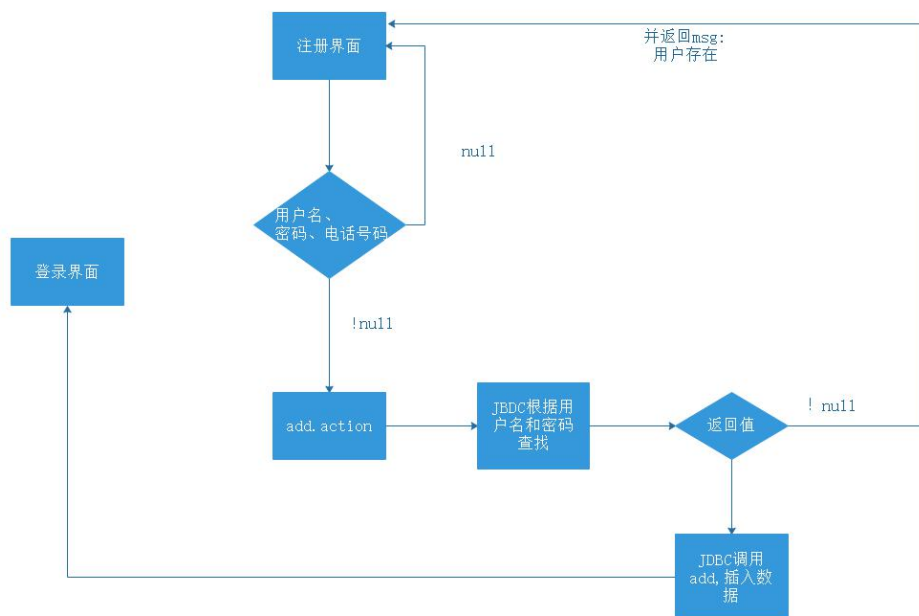 注册界面
并返回msg:
用户存在
null
用户名、
密码、电话号码
登录界面
!null
add.action
JBDC根据用
户名和密码
查找
返回值
! null
JDBC调用
add,插入数
据